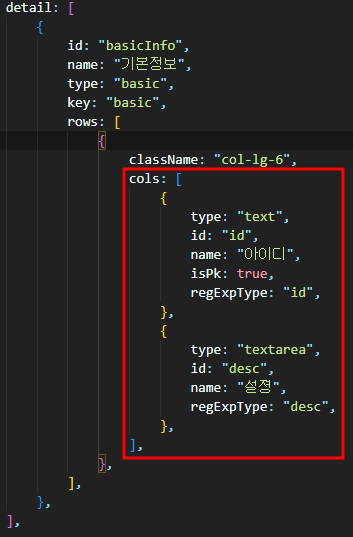 detail: [
{
id: "basicInfo",
name: "기본정보",
type: "basic",
key: "basic",
rows: [
{
className: "col-lg-6",
cols: [
{
type: "text",
id: "id",
name: "아이디",
isPk: true,
regExpType: "id",
},
{
type: "textarea",
id: "desc",
name: "설졍",
regExpType: "desc",
},
],
},
],
},
],